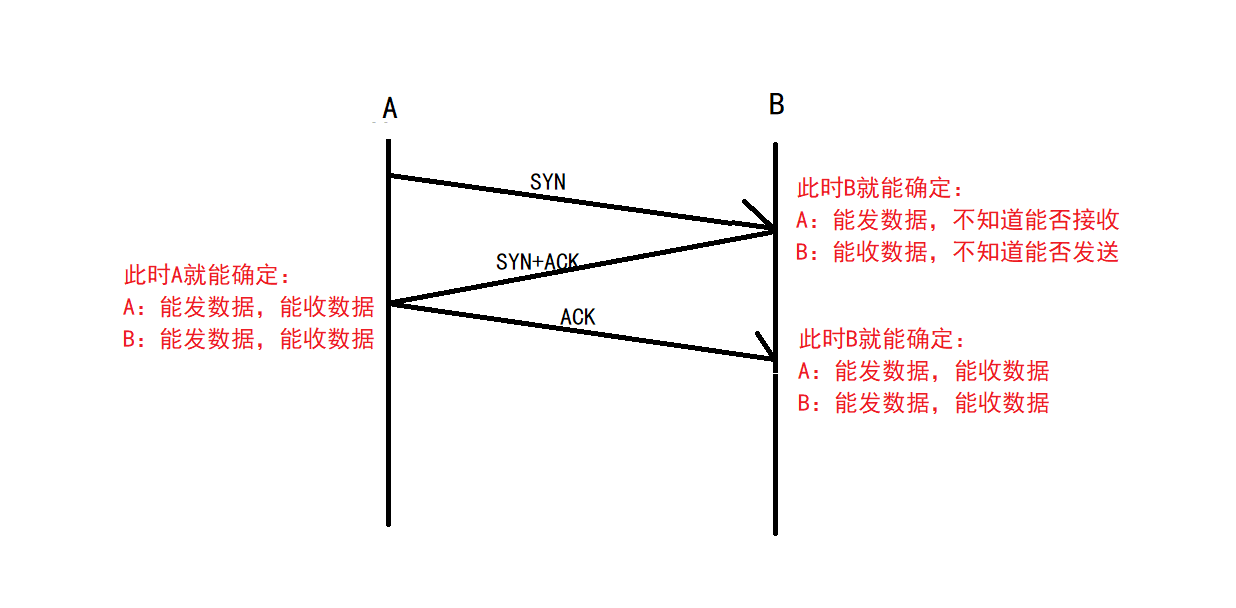 A
B
SYN
此时B就能确定：
A：能发数据，不知道能否接收
B：能收数据，不知道能否发送
SYN+ACK
此时A就能确定：
A：能发数据，能收数据
B：能发数据，能收数据
ACK
此时B就能确定：
A：能发数据，能收数据
B：能发数据，能收数据